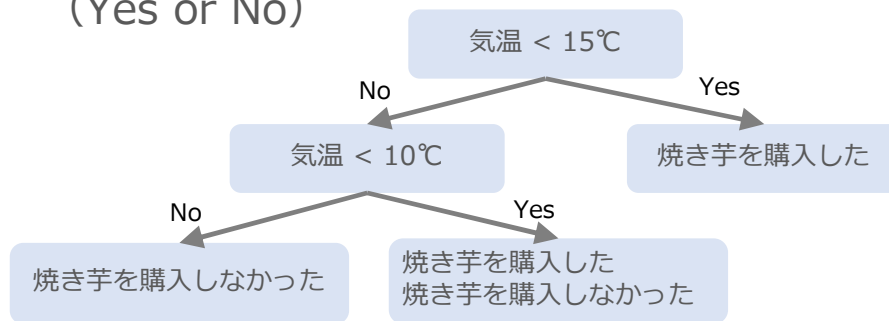 （Yes or No）
気温 < 15℃
No
Yes
気温 < 10℃
焼き芋を購入した
No
Yes
焼き芋を購入しなかった
焼き芋を購入した
焼き芋を購入しなかった